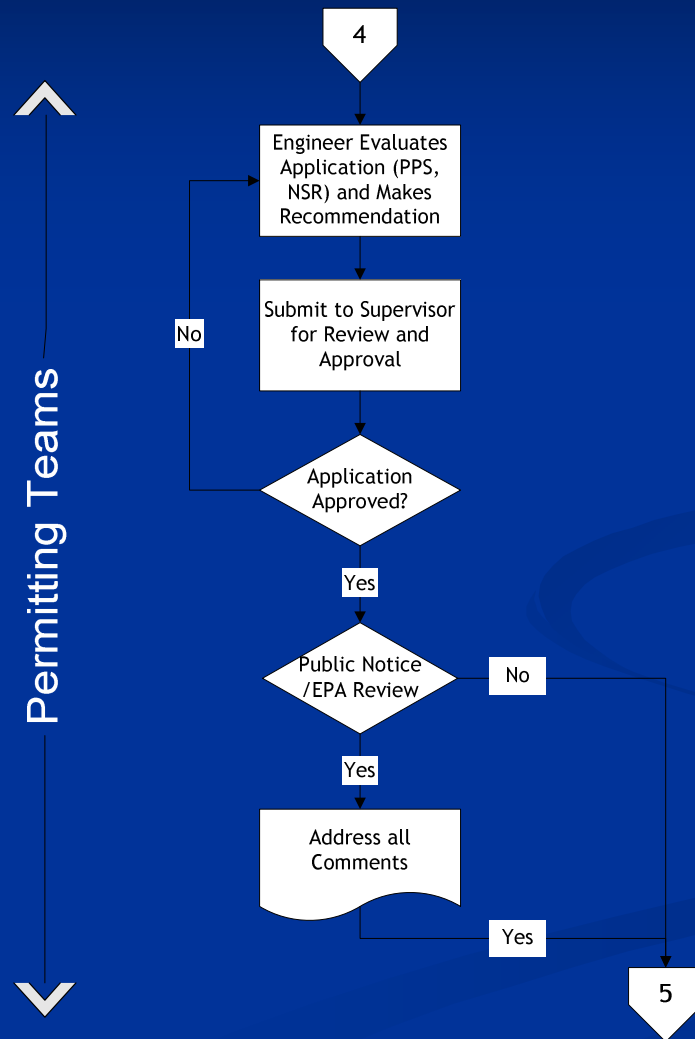 4
Engineer Evaluates
Application (PPS,
NSR) and Makes
Recommendation
Submit to Supervisor
for Review and
Approval
No
Application
Approved?
Yes
Public Notice
/EPA Review
No
Yes
Address all
Comments
Yes
5
Permitting Teams